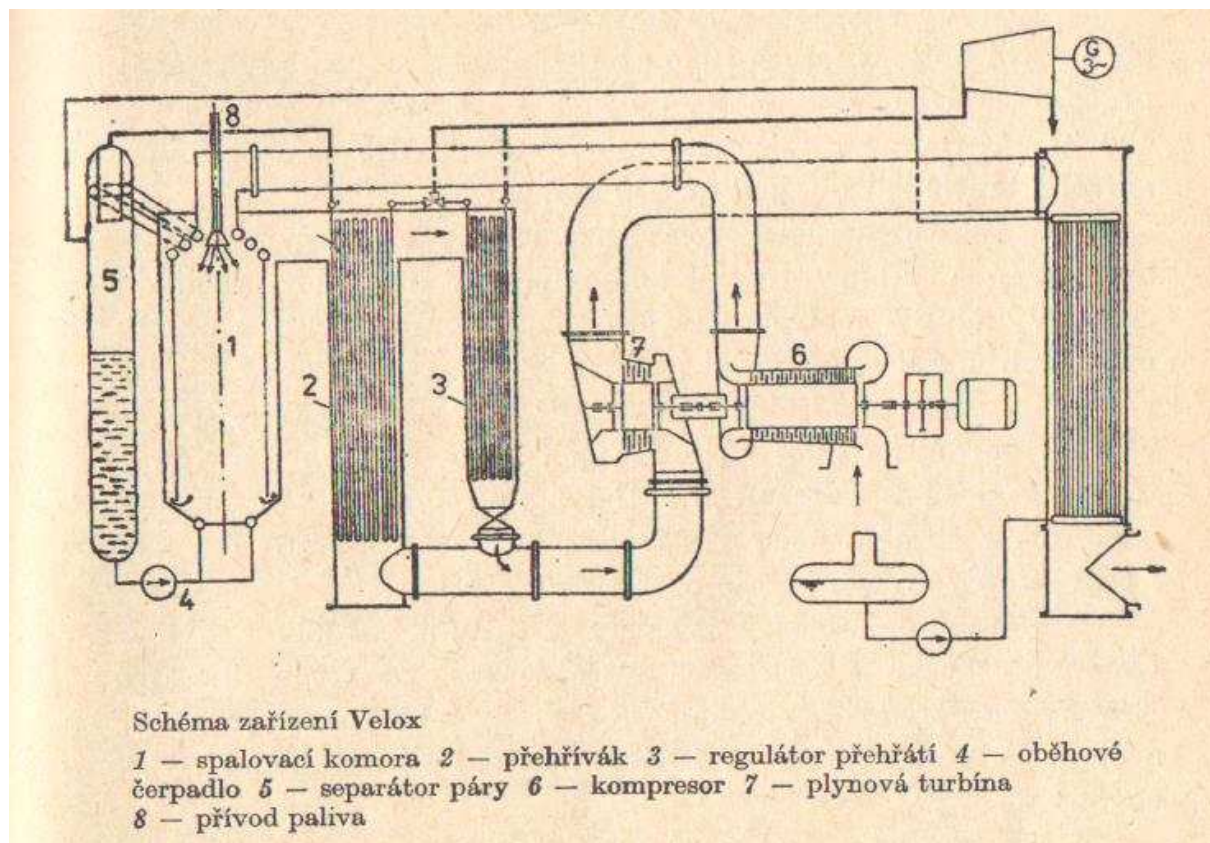 G
3~
8
5
1
2
3
7
6
4
Schéma zařízení Velox
1 — spalovací komora 2 — přehřívák 3 — regulátor přehřátí 4 — oběhové
čerpadlo 5 — separátor páry 6 — kompresor 7 — plynová turbína
8 — přívod paliva